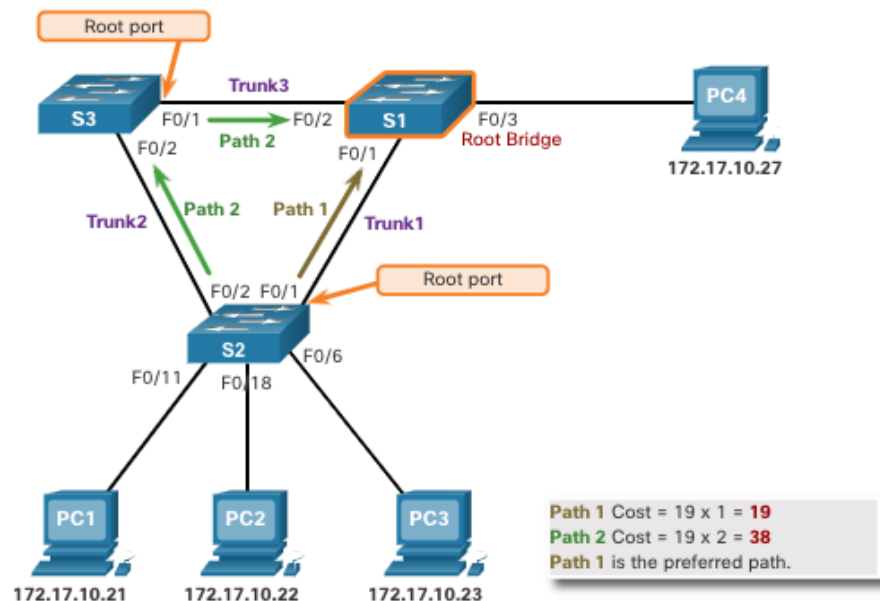 Root port
Trunk3
S3
S1
PC4
F0/1
F0/2
F0/3
Path 2
Root Bridge
F0/2
F0/1
172.17.10.27
Path 2
Path 1
Trunk2
Trunk1
Root port
F0/2
F0/1
S2
F0/6
F0/11
F0/18
PC1
PC2
PC3
Path 1 Cost = 19 x 1 = 19
Path 2 Cost = 19 x 2 = 38
Path 1 is the preferred path.
172.17.10.21
172.17.10.22
172.17.10.23